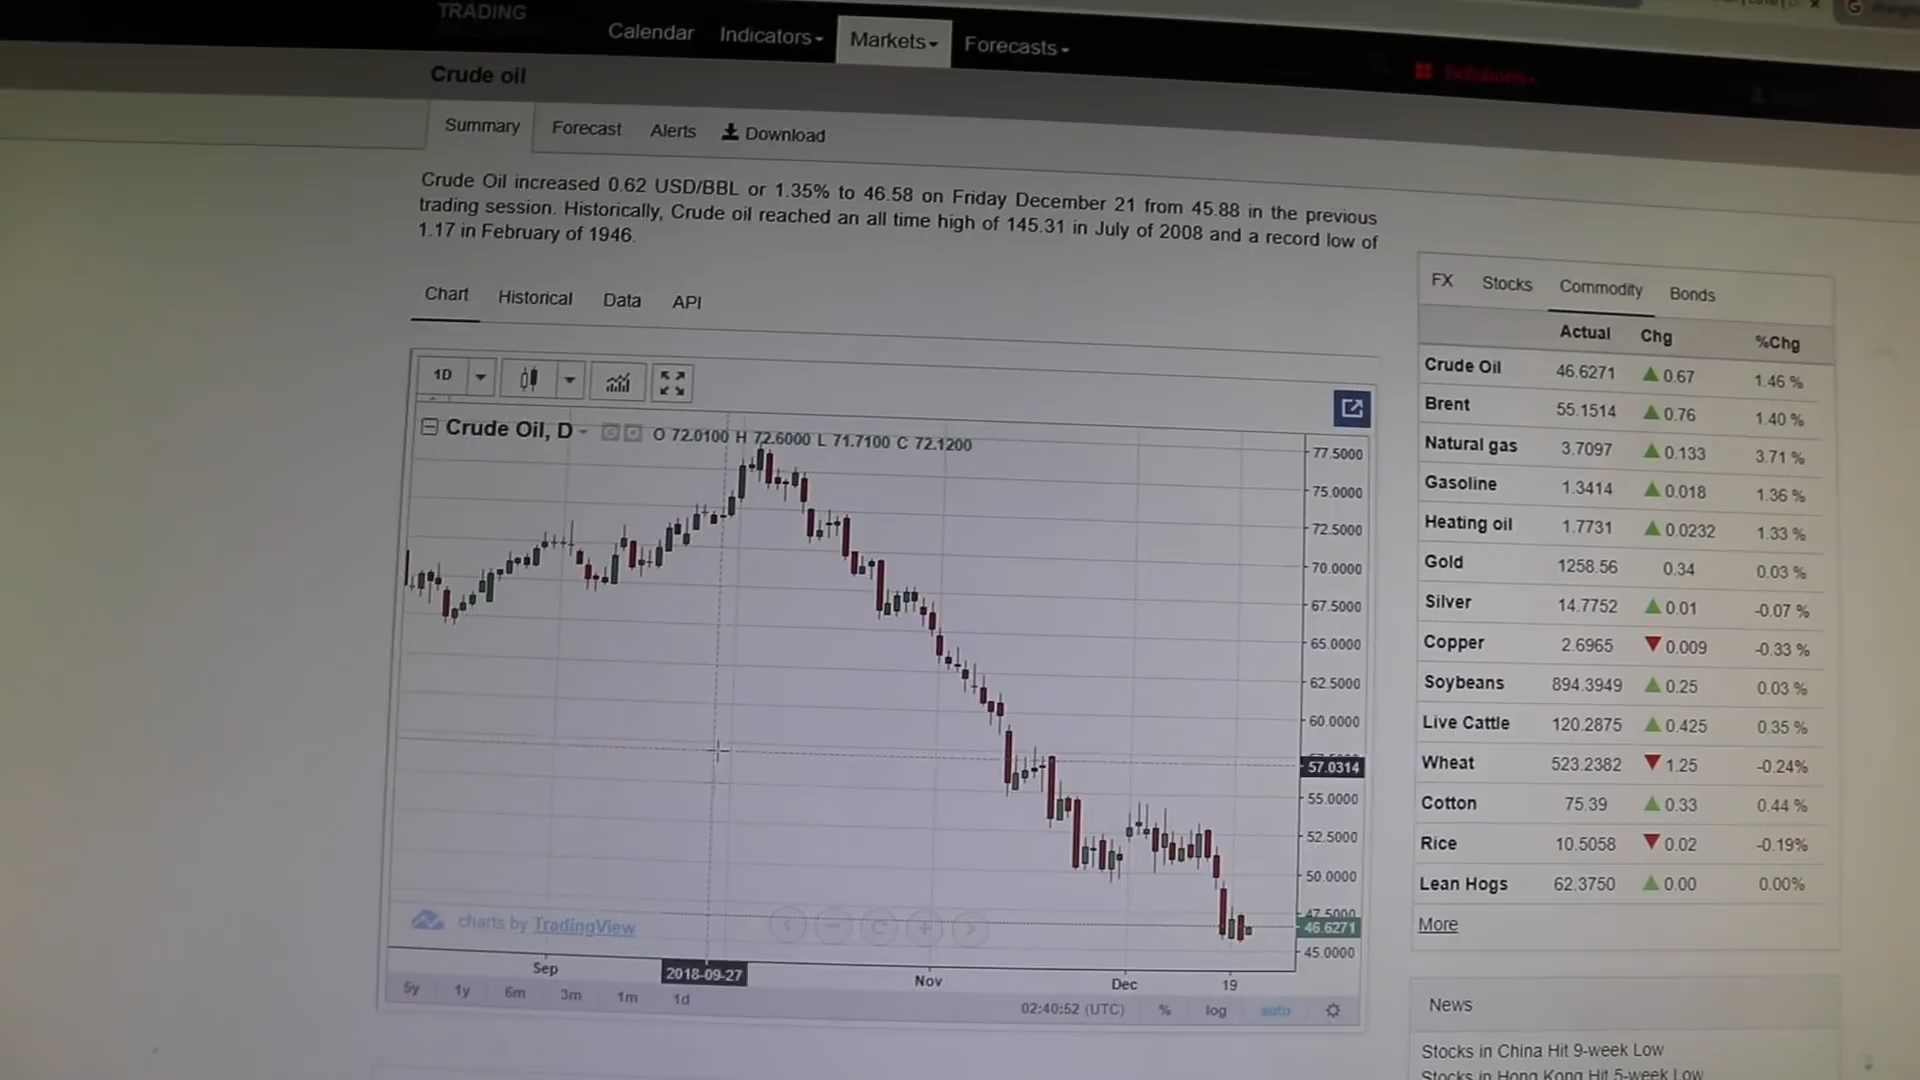 TRADING
Calendar Indicators Markets Forecasts
Solutions
Crude oil
Summary Forecast Alerts Download
Crude Oil increased 0.62 USD/BBL or 1.35% to 46.58 on Friday December 21 from 45.88 in the previous
trading session. Historically, Crude oil reached an all time high of 145.31 in July of 2008 and a record low of
1.17 in February of 1946.
Chart Historical Data API
1D
Crude Oil, D O 72.0100 H 72.6000 L 71.7100 C 72.1200
77.5000
75.0000
72.5000
70.0000
67.5000
65.0000
62.5000
60.0000
57.0314
55.0000
52.5000
50.0000
47.5000
46.6271
45.0000
charts by TradingView
Sep 2018-09-27 Nov Dec 19
5y 1y 6m 3m 1m 1d 02:40:52 (UTC) % log auto
FX Stocks Commodity Bonds
Actual Chg %Chg
Crude Oil 46.6271 0.67 1.46 %
Brent 55.1514 0.76 1.40 %
Natural gas 3.7097 0.133 3.71 %
Gasoline 1.3414 0.018 1.36 %
Heating oil 1.7731 0.0232 1.33 %
Gold 1258.56 0.34 0.03 %
Silver 14.7752 0.01 -0.07 %
Copper 2.6965 0.009 -0.33 %
Soybeans 894.3949 0.25 0.03 %
Live Cattle 120.2875 0.425 0.35 %
Wheat 523.2382 1.25 -0.24%
Cotton 75.39 0.33 0.44 %
Rice 10.5058 0.02 -0.19%
Lean Hogs 62.3750 0.00 0.00%
More
News
Stocks in China Hit 9-week Low
Stocks in Hong Kong Hit 5-week Low